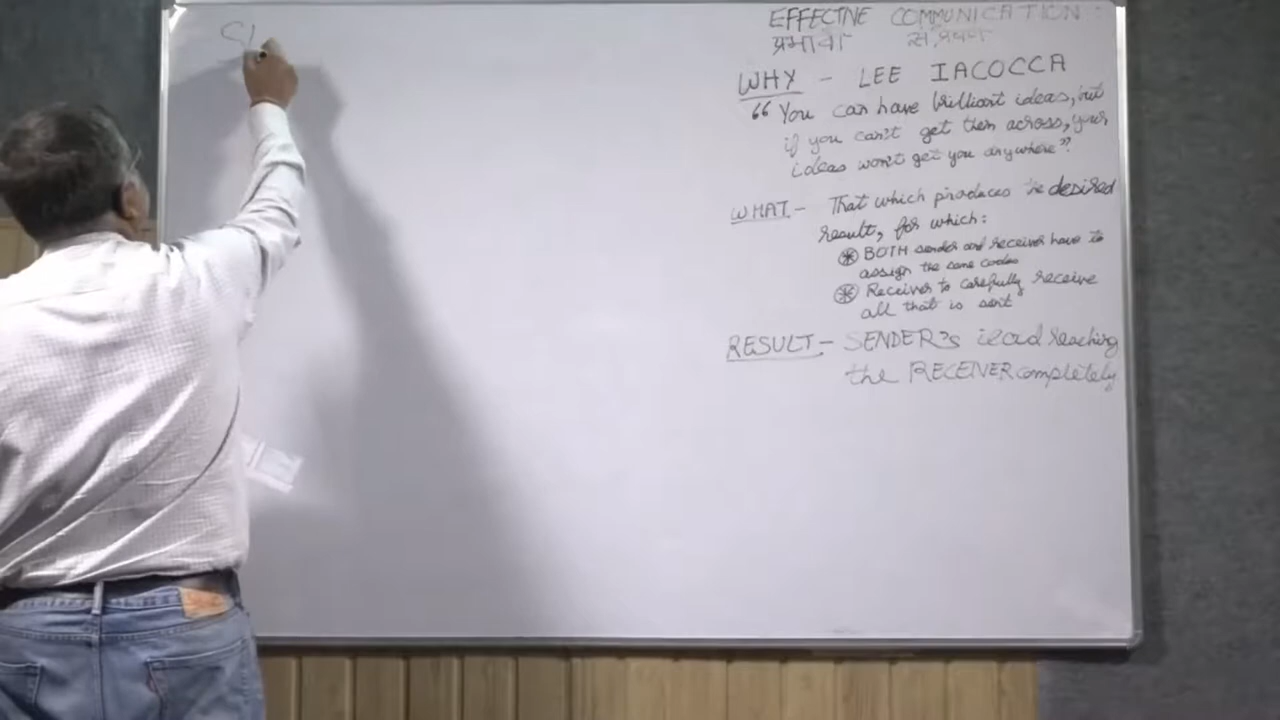 EFFECTIVE COMMUNICATION :
प्रभावी संप्रेषण
WHY - LEE IACOCCA
"You can have brilliant ideas, but
if you can't get them across, your
ideas won't get you anywhere"
WHAT - That which produces the desired
result, for which:
BOTH sender and receiver have to
assign the same codes
Receiver to carefully receive
all that is sent
RESULT - SENDER's reaching
the RECEIVER completely